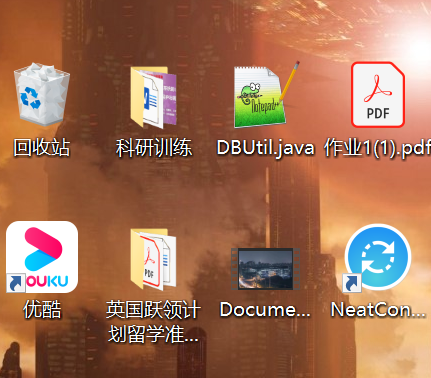 回收站
科研训练
Notepad++
DBUtil.java
PDF
作业1(1).pdf
OUKU
优酷
PDF
英国跃领计
划留学准...
Docume...
NeatCon...